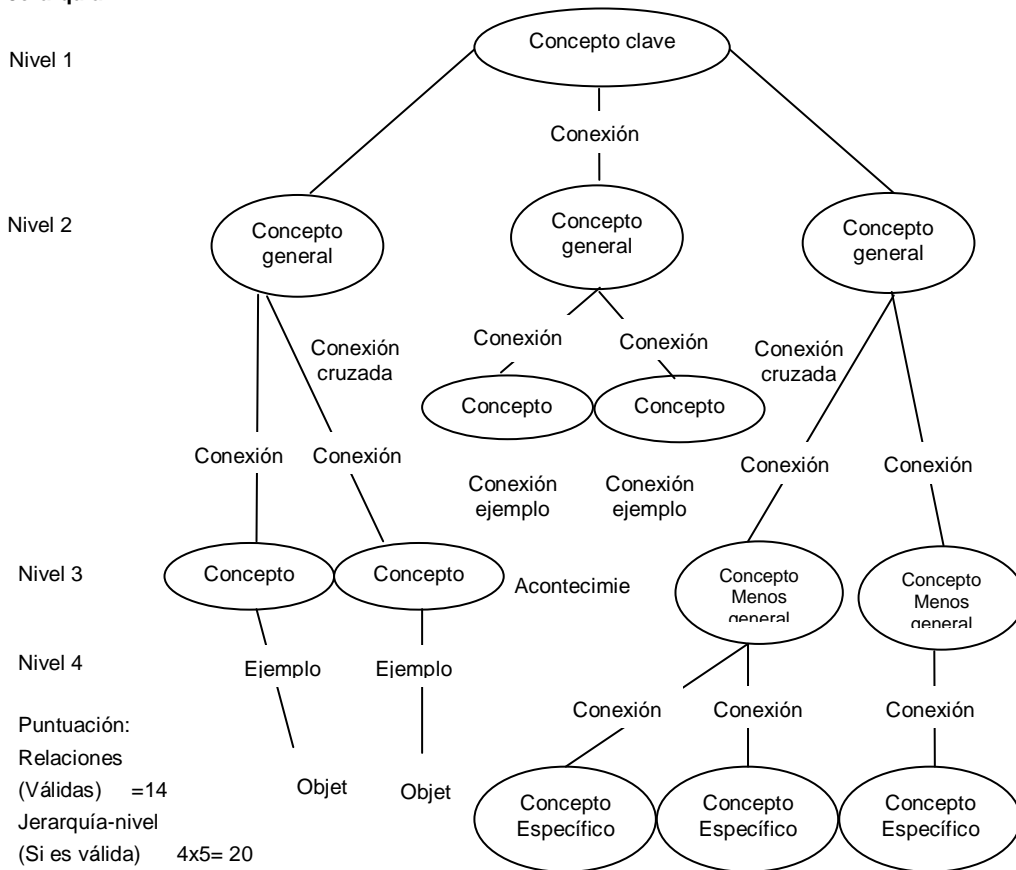 Concepto clave
Nivel 1
Conexión
Nivel 2
Concepto
general
Concepto
general
Concepto
general
Conexión
cruzada
Conexión
Conexión
Conexión
cruzada
Concepto
Concepto
Conexión
Conexión
Conexión
Conexión
Conexión
ejemplo
Conexión
ejemplo
Nivel 3
Concepto
Concepto
Acontecimie
Concepto
Menos
general
Concepto
Menos
general
Nivel 4
Ejemplo
Ejemplo
Conexión
Conexión
Conexión
Puntuación:
Relaciones
(Válidas) =14
Jerarquía-nivel
(Si es válida) 4x5= 20
Objet
Objet
Concepto
Específico
Concepto
Específico
Concepto
Específico